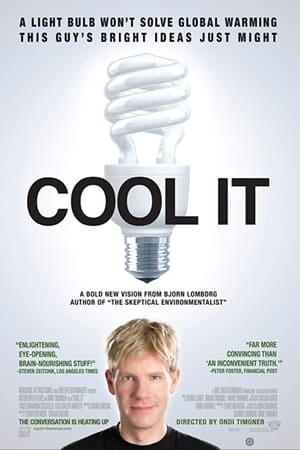 A LIGHT BULB WON'T SOLVE GLOBAL WARMING
THIS GUY'S BRIGHT IDEAS JUST MIGHT
COOL IT
A BOLD NEW VISION FROM BJORN LOMBORG
AUTHOR OF "THE SKEPTICAL ENVIRONMENTALIST"
"ENLIGHTENING,
EYE-OPENING,
BRAIN-NOURISHING STUFF!"
–STEVEN ZEITCHIK, LOS ANGELES TIMES
"FAR MORE
CONVINCING THAN
'AN INCONVENIENT TRUTH.'"
–PETER FOSTER, FINANCIAL POST
THE CONVERSATION IS HEATING UP
DIRECTED BY ONDI TIMONER